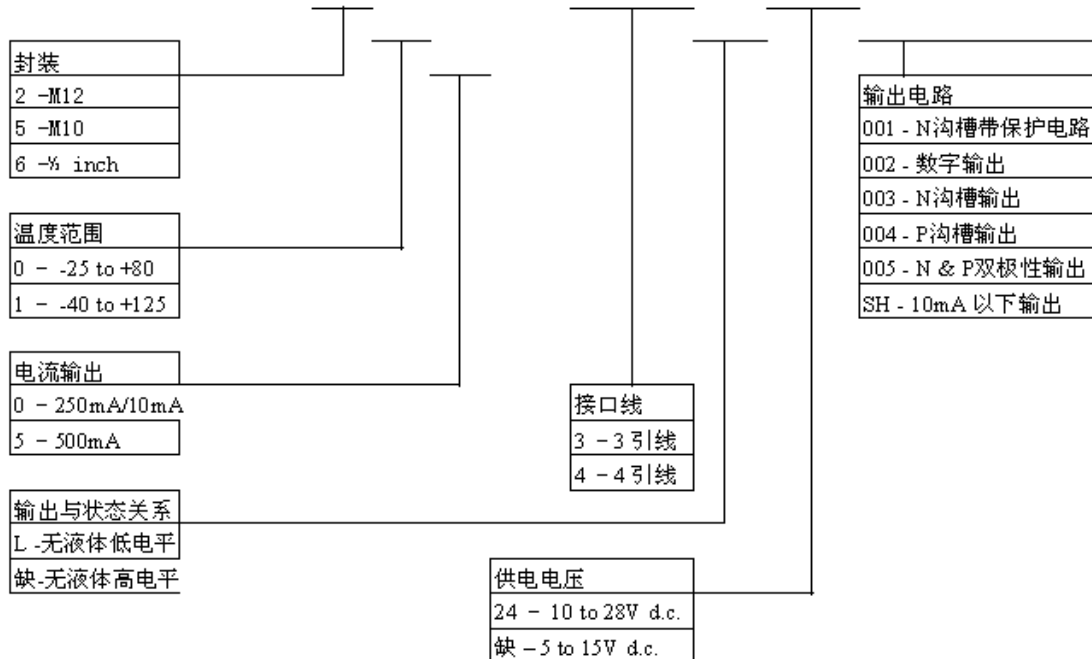 封装
2 -M12
5 -M10
6 - inch
温度范围
0 - -25 to +80
1 - -40 to +125
电流输出
0 - 250mA/10mA
5 - 500mA
输出与状态关系
L -无液体低电平
缺-无液体高电平
接口线
3 - 3 引线
4 - 4 引线
供电电压
24 - 10 to 28V d.c.
缺 - 5 to 15V d.c.
输出电路
001 - N沟槽带保护电路
002 - 数字输出
003 - N沟槽输出
004 - P沟槽输出
005 - N & P双极性输出
SH - 10mA 以下输出